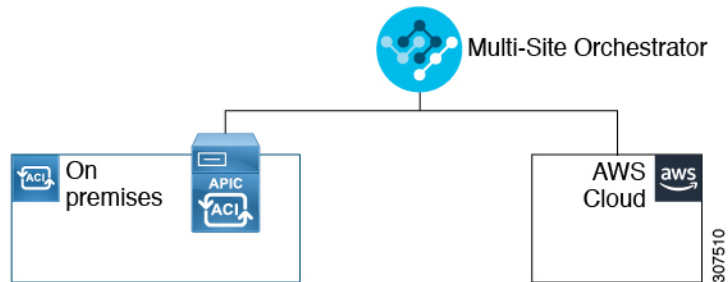 Multi-Site Orchestrator
ACI
On
premises
APIC
ACI
AWS
Cloud
aws
307510